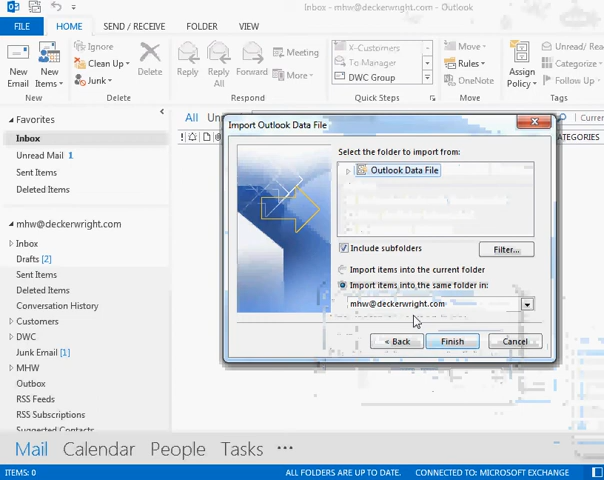 Inbox - mhw@deckerwright.com - Outlook
FILE HOME SEND / RECEIVE FOLDER VIEW
New Email
New Items
Ignore
Clean Up
Junk
Delete
Reply
Reply All
Forward
Meeting
More
X-Customers
To Manager
DWC Group
Move
Rules
OneNote
Assign Policy
Unread/ Rea
Categorize
Follow Up
New Delete Respond Quick Steps Move Tags
Favorites
Inbox
Unread Mail 1
Sent Items
Deleted Items
mhw@deckerwright.com
Inbox
Drafts [2]
Sent Items
Deleted Items
Conversation History
Customers
DWC
Junk Email [1]
MHW
Outbox
RSS Feeds
RSS Subscriptions
Suggested Contacts
All
Curre
Import Outlook Data File
Select the folder to import from:
Outlook Data File
Include subfolders
Filter...
Import items into the current folder
Import items into the same folder in:
mhw@deckerwright.com
< Back Finish Cancel
Mail Calendar People Tasks ...
ITEMS: 0 ALL FOLDERS ARE UP TO DATE. CONNECTED TO: MICROSOFT EXCHANGE